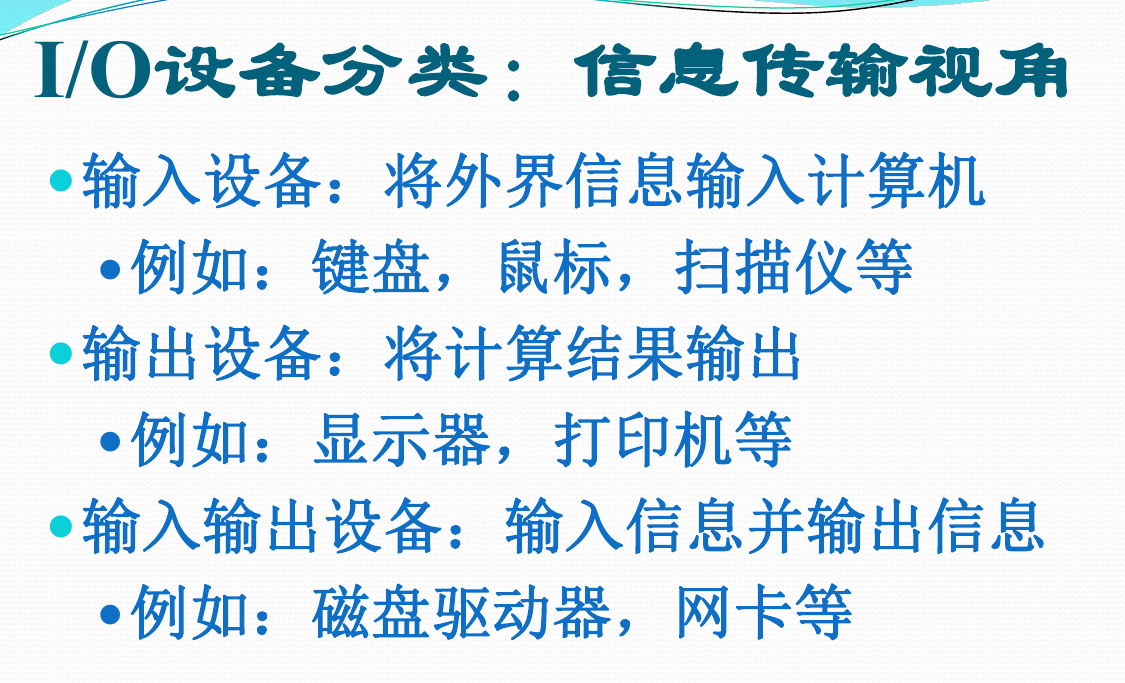 I/O设备分类：信息传输视角
•输入设备：将外界信息输入计算机
•例如：键盘，鼠标，扫描仪等
•输出设备：将计算结果输出
•例如：显示器，打印机等
•输入输出设备：输入信息并输出信息
•例如：磁盘驱动器，网卡等